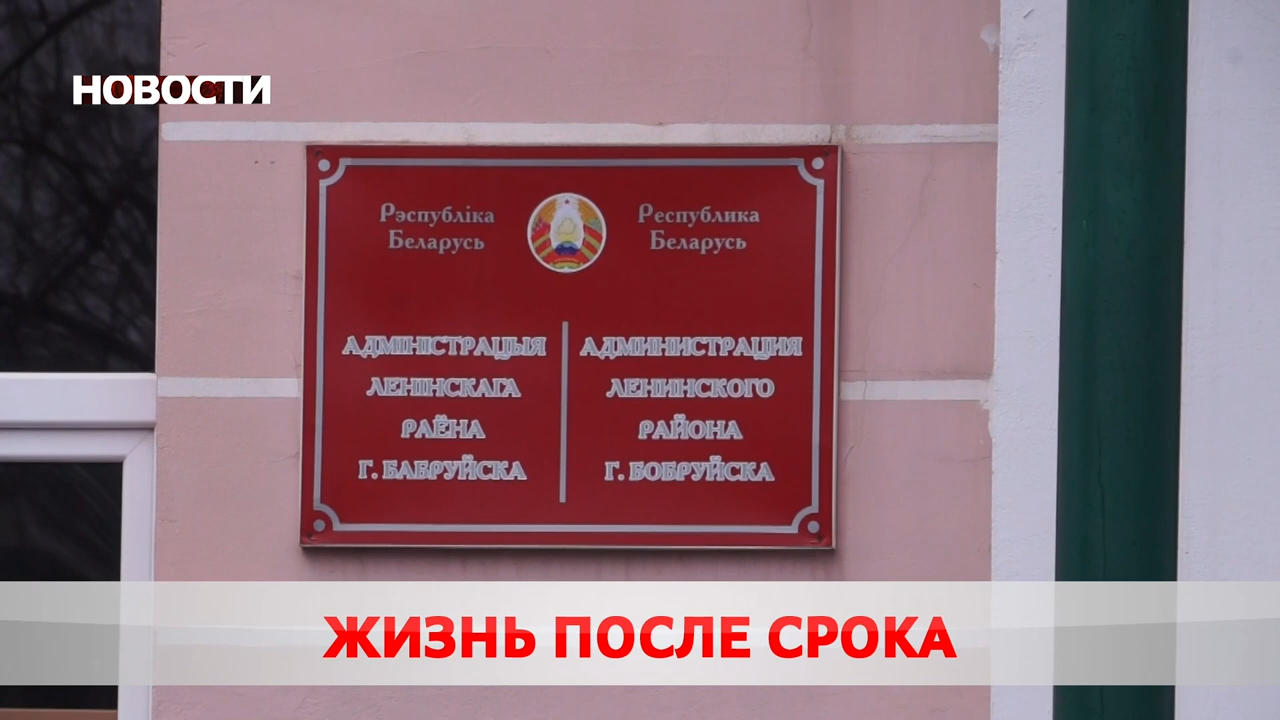 НОВОСТИ
Рэспубліка
Беларусь
Республика
Беларусь
АДМІНІСТРАЦЫЯ
ЛЕНІНСКАГА
РАЁНА
Г. БАБРУЙСКА
АДМИНИСТРАЦИЯ
ЛЕНИНСКОГО
РАЙОНА
Г. БОБРУЙСКА
ЖИЗНЬ ПОСЛЕ СРОКА